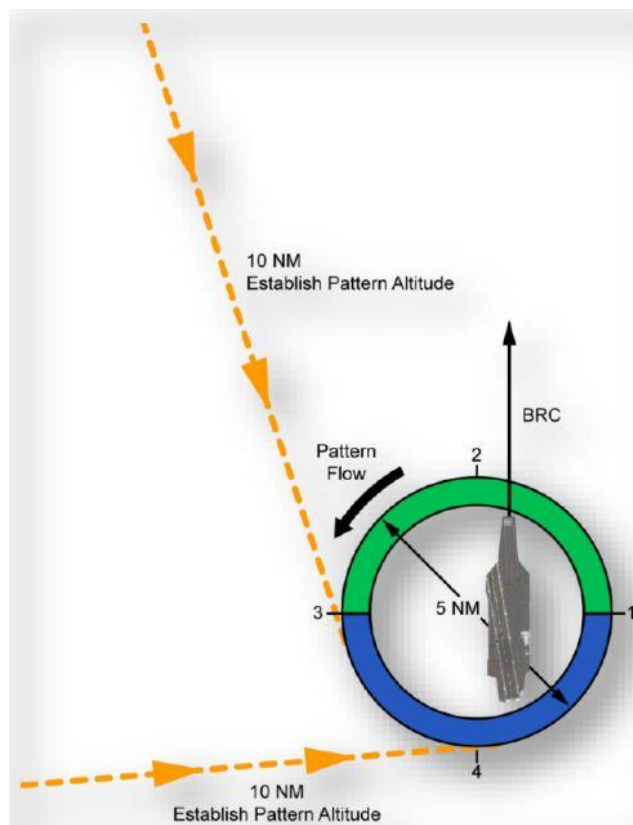 10 NM
Establish Pattern Altitude
BRC
2
Pattern
Flow
5 NM
3
1
4
10 NM
Establish Pattern Altitude